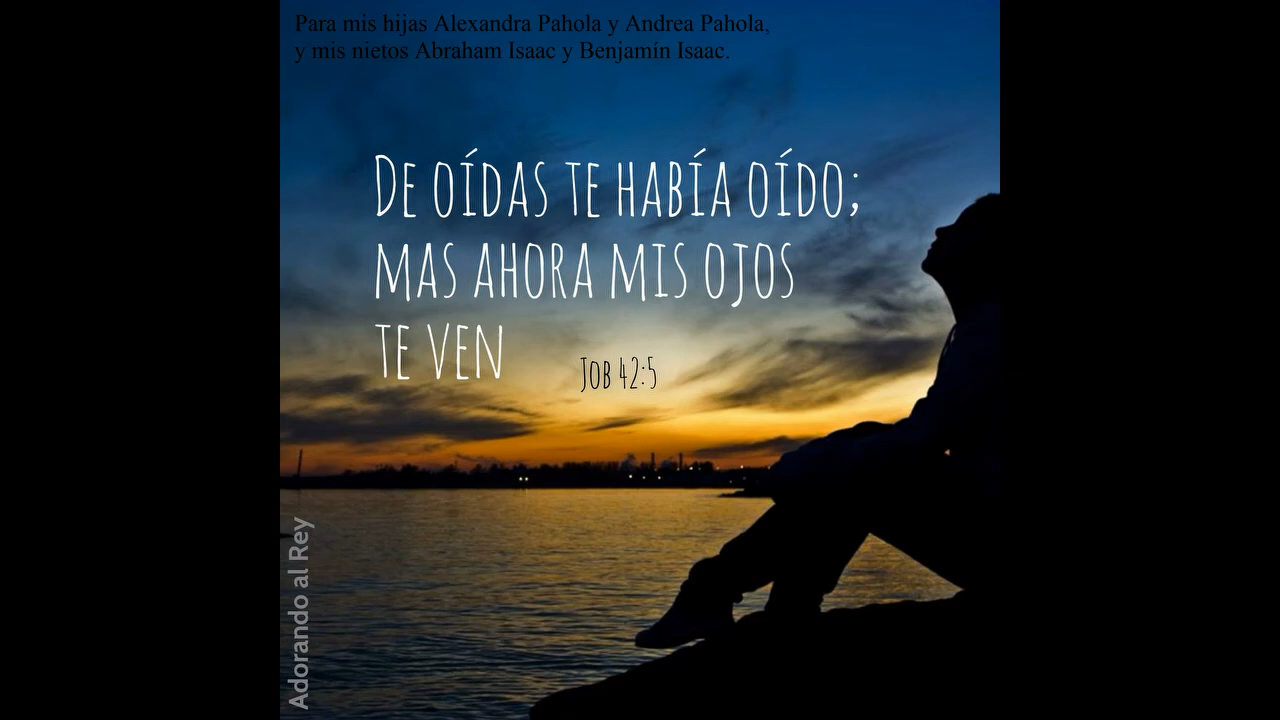 Para mis hijas Alexandra Pahola y Andrea Pahola,
y mis nietos Abraham Isaac y Benjamín Isaac.
De oídas te había oído;
mas ahora mis ojos
te ven
Job 42:5
Adorando al Rey